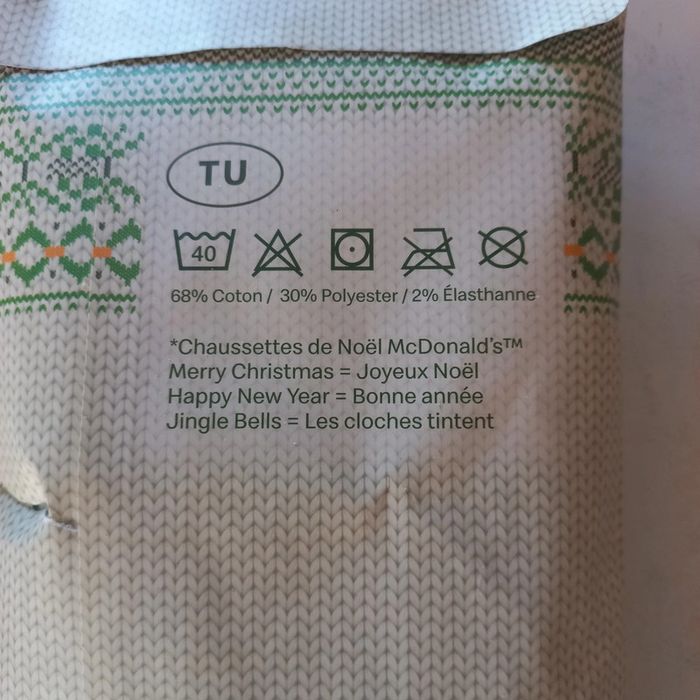 TU
40
68% Coton / 30% Polyester / 2% Élasthanne
*Chaussettes de Noël McDonald's™
Merry Christmas = Joyeux Noël
Happy New Year = Bonne année
Jingle Bells = Les cloches tintent